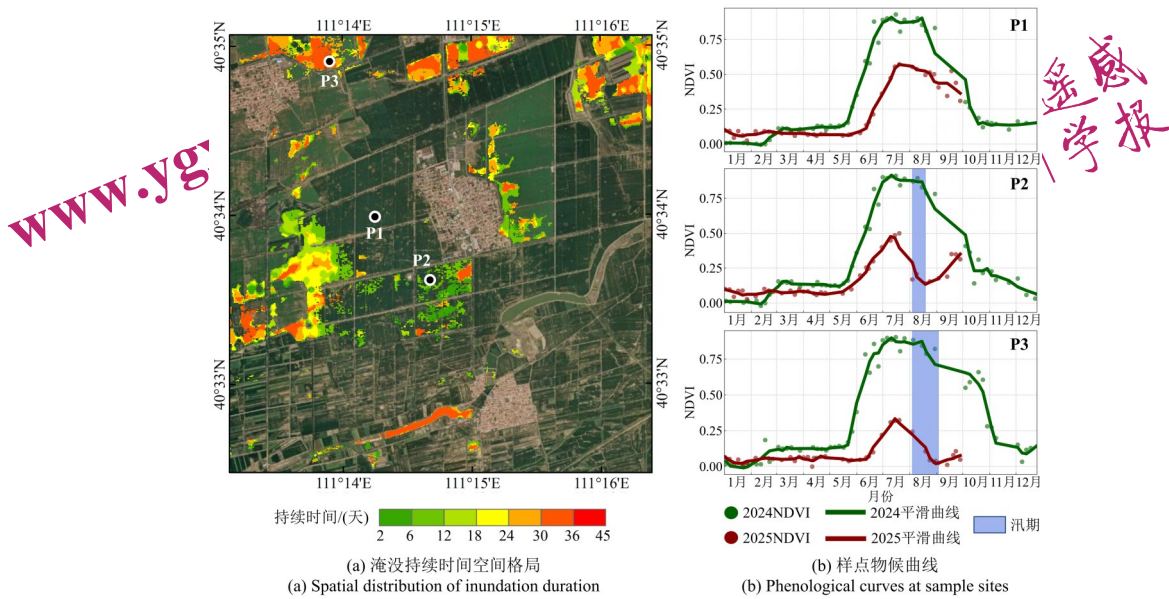 111°14'E 111°15'E 111°16'E
40°35'N
40°34'N
40°33'N
40°35'N
40°34'N
40°33'N
P3
P1
P2
111°14'E 111°15'E 111°16'E
持续时间/(天)
2 6 12 18 24 30 36 45
(a) 淹没持续时间空间格局
(a) Spatial distribution of inundation duration
www.ygx
P1
NDVI
0.75
0.50
0.25
0.00
1月 2月 3月 4月 5月 6月 7月 8月 9月 10月 11月 12月
P2
NDVI
0.75
0.50
0.25
0.00
1月 2月 3月 4月 5月 6月 7月 8月 9月 10月 11月 12月
P3
NDVI
0.75
0.50
0.25
0.00
1月 2月 3月 4月 5月 6月 7月 8月 9月 10月 11月 12月
月份
2024NDVI 2024平滑曲线 汛期
2025NDVI 2025平滑曲线
(b) 样点物候曲线
(b) Phenological curves at sample sites
遥感
学报